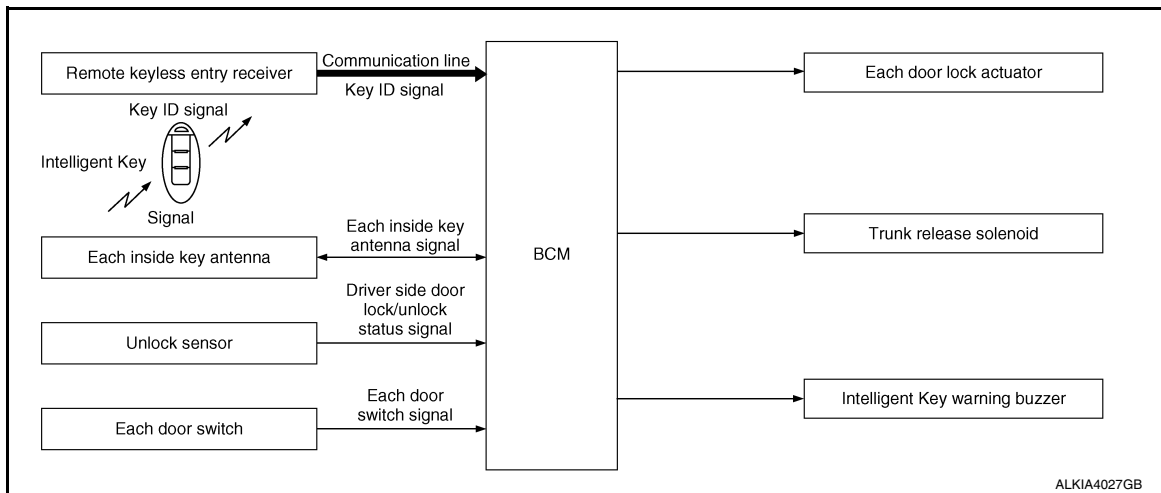 Remote keyless entry receiver
Communication line
Key ID signal
Key ID signal
Intelligent Key
Signal
Each inside key antenna
Each inside key
antenna signal
Unlock sensor
Driver side door
lock/unlock
status signal
Each door switch
Each door
switch signal
BCM
Each door lock actuator
Trunk release solenoid
Intelligent Key warning buzzer
ALKIA4027GB